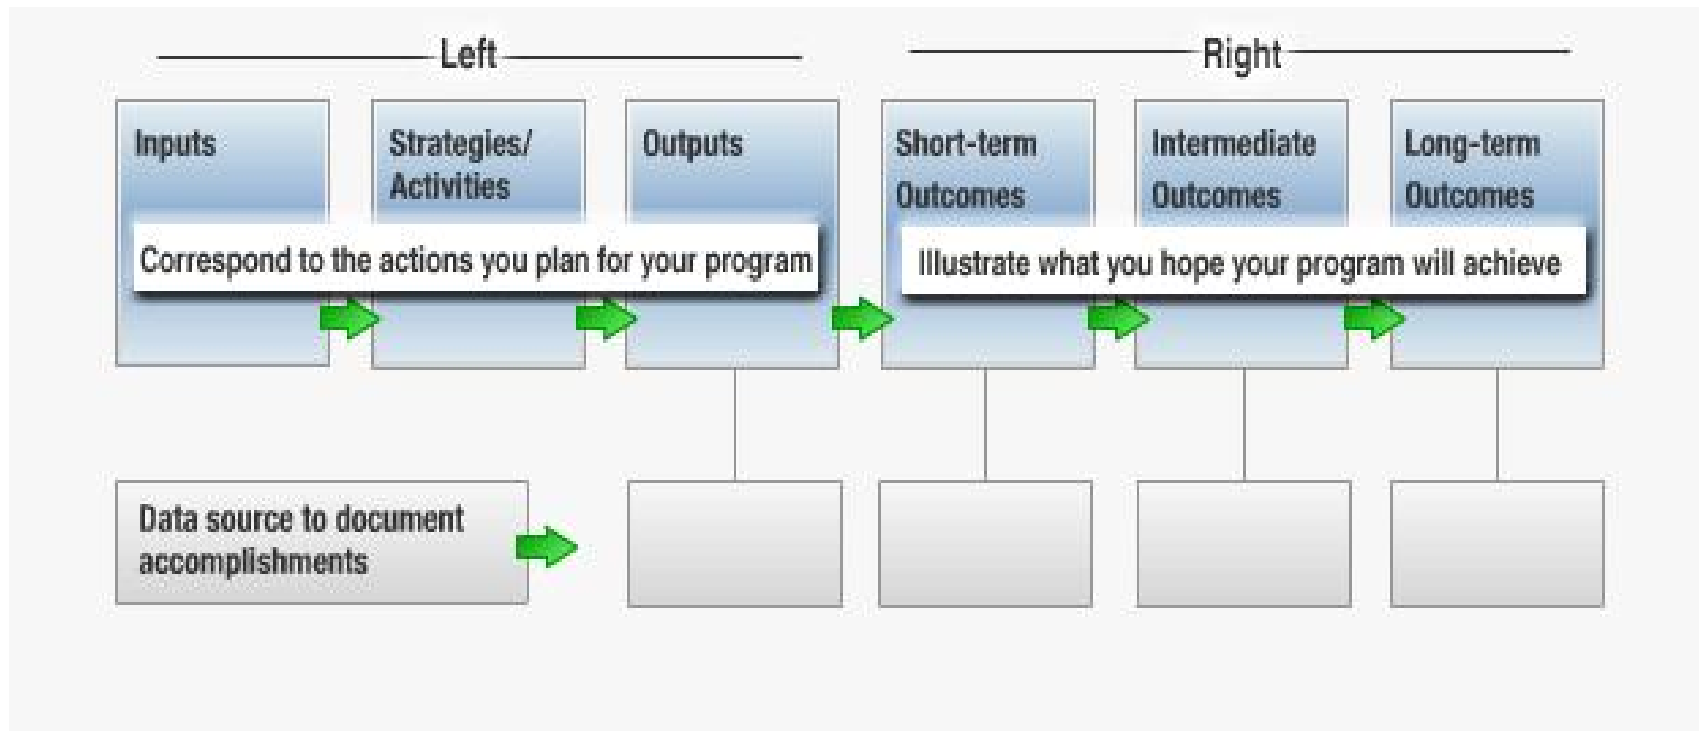 Left
Right
Inputs
Strategies/
Activities
Outputs
Short-term
Outcomes
Intermediate
Outcomes
Long-term
Outcomes
Correspond to the actions you plan for your program
Illustrate what you hope your program will achieve
Data source to document
accomplishments